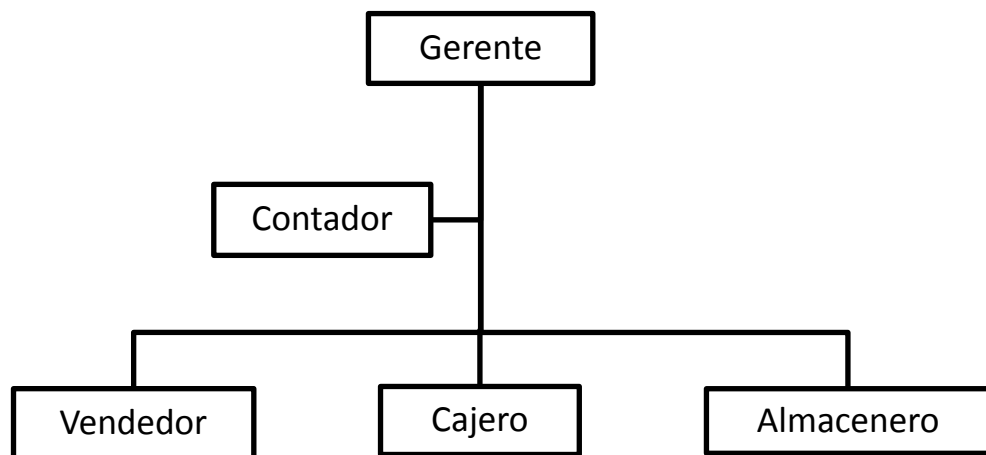 Gerente
Contador
Vendedor
Cajero
Almacenero